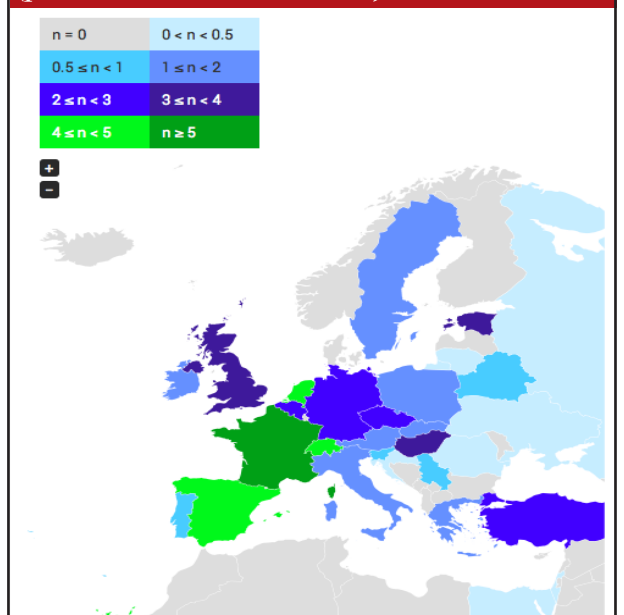 n = 0
0 < n < 0.5
0.5 ≤ n < 1
1 ≤ n < 2
2 ≤ n < 3
3 ≤ n < 4
4 ≤ n < 5
n ≥ 5
+
−